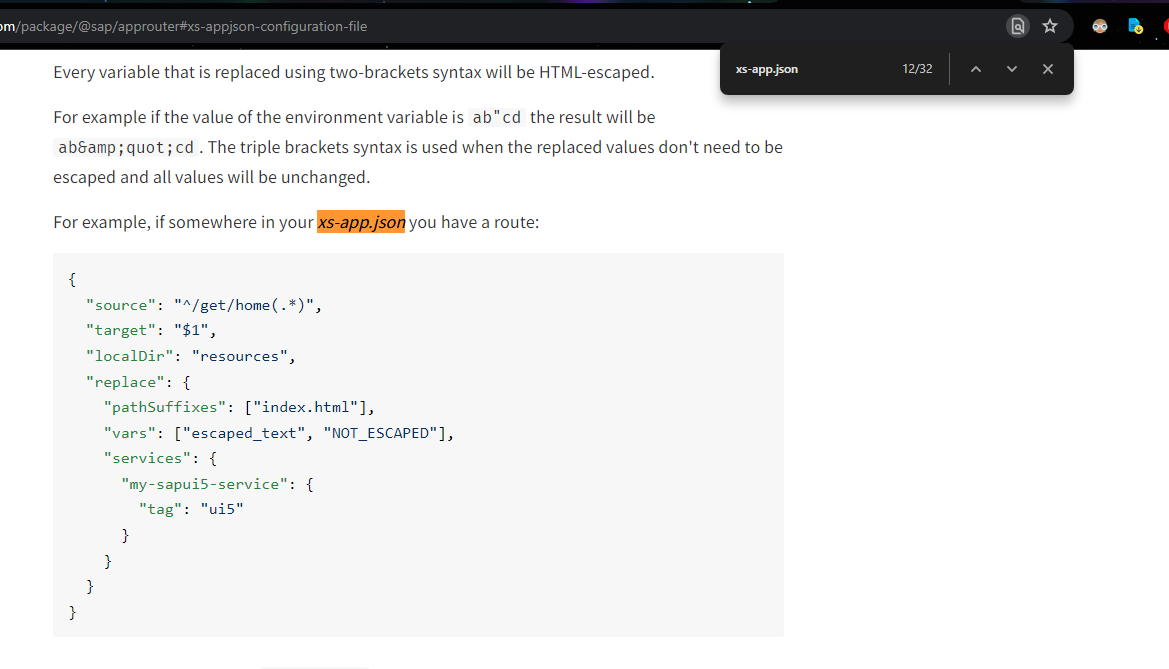 om/package/@sap/approuter#xs-appjson-configuration-file
xs-app.json 12/32
Every variable that is replaced using two-brackets syntax will be HTML-escaped.
For example if the value of the environment variable is ab"cd the result will be
ab&amp;quot;cd. The triple brackets syntax is used when the replaced values don't need to be
escaped and all values will be unchanged.
For example, if somewhere in your xs-app.json you have a route:
{
  "source": "^/get/home(.*)",
  "target": "$1",
  "localDir": "resources",
  "replace": {
    "pathSuffixes": ["index.html"],
    "vars": ["escaped_text", "NOT_ESCAPED"],
    "services": {
      "my-sapui5-service": {
        "tag": "ui5"
      }
    }
  }
}